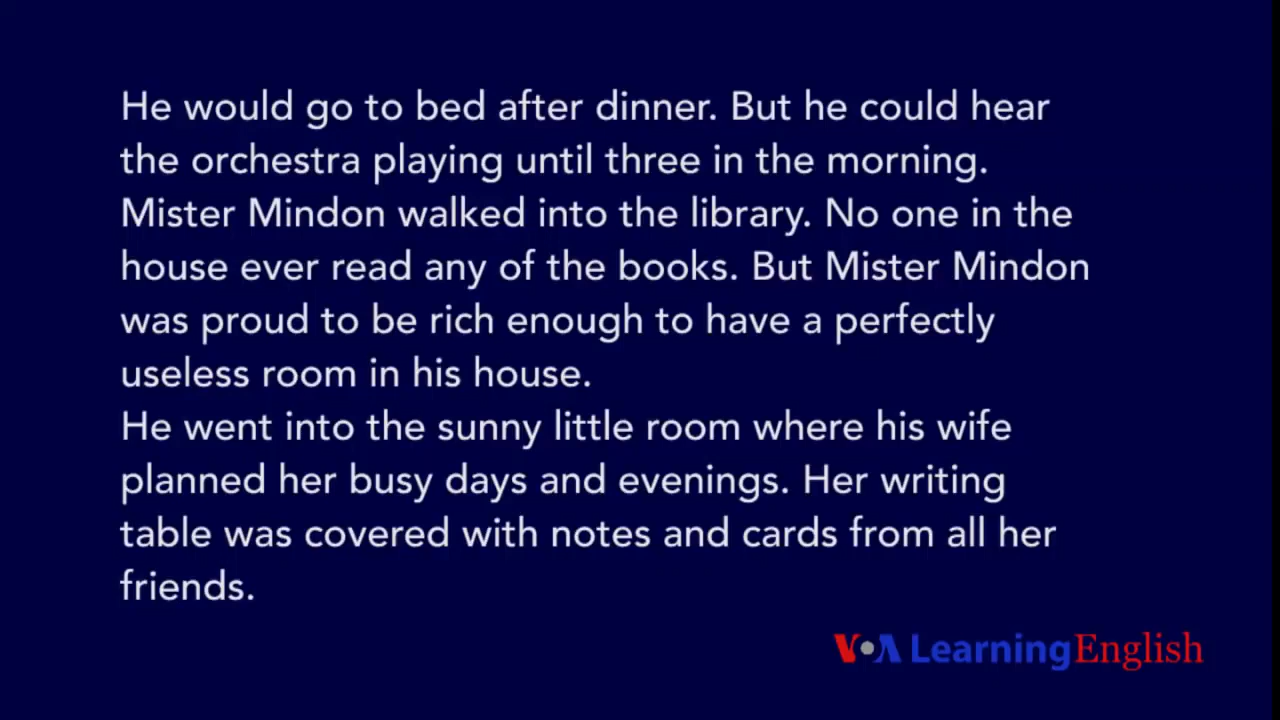 He would go to bed after dinner. But he could hear
the orchestra playing until three in the morning.
Mister Mindon walked into the library. No one in the
house ever read any of the books. But Mister Mindon
was proud to be rich enough to have a perfectly
useless room in his house.
He went into the sunny little room where his wife
planned her busy days and evenings. Her writing
table was covered with notes and cards from all her
friends.
VOA Learning English